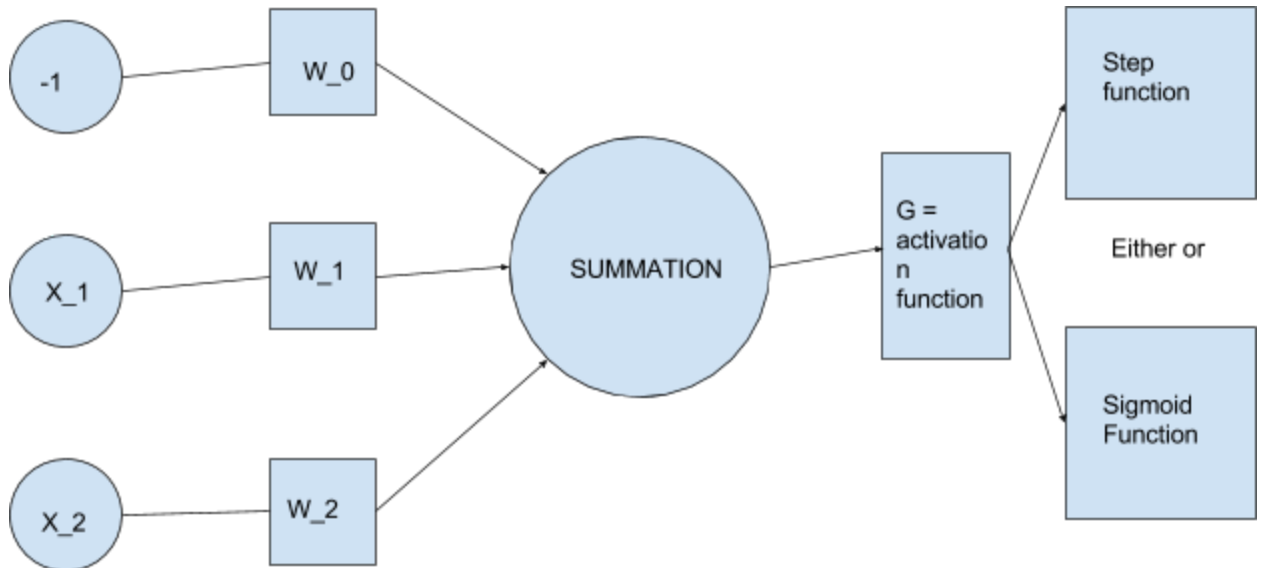 -1
W_0
X_1
W_1
X_2
W_2
SUMMATION
G =
activatio
n
function
Step
function
Either or
Sigmoid
Function